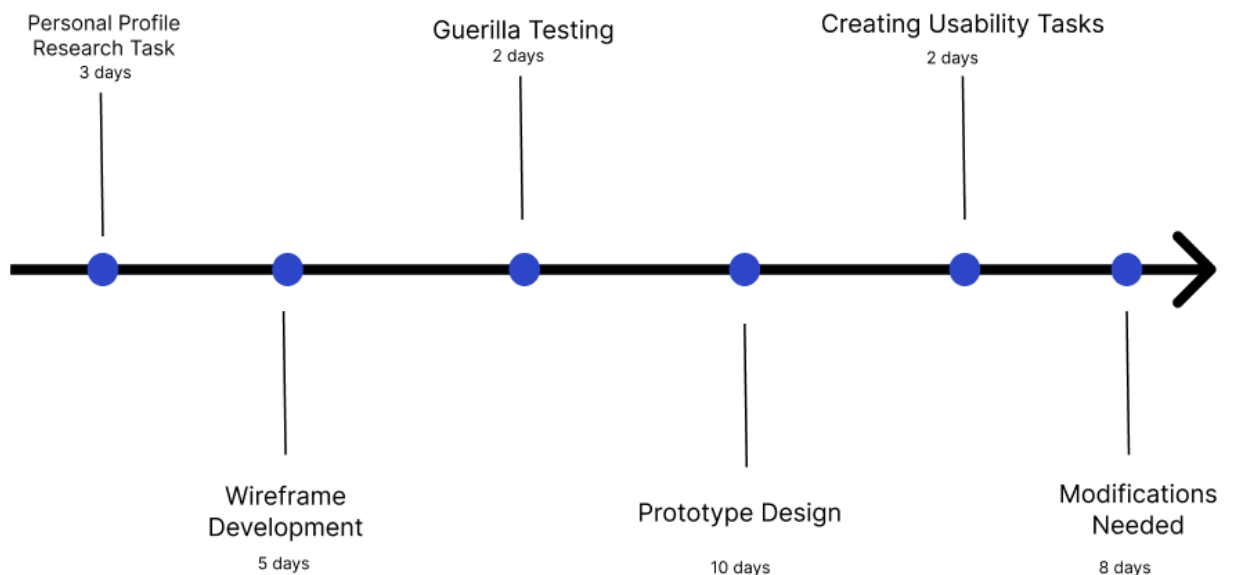 Personal Profile
Research Task
3 days
Wireframe
Development
5 days
Guerilla Testing
2 days
Prototype Design
10 days
Creating Usability Tasks
2 days
Modifications
Needed
8 days